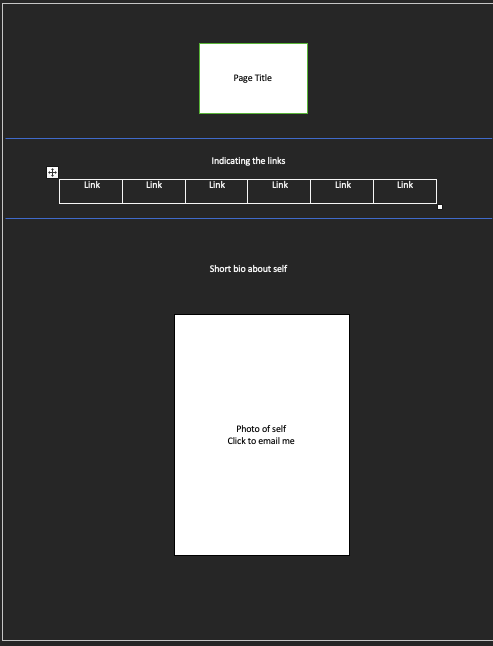 Page Title
Indicating the links
Link Link Link Link Link Link
Short bio about self
Photo of self
Click to email me